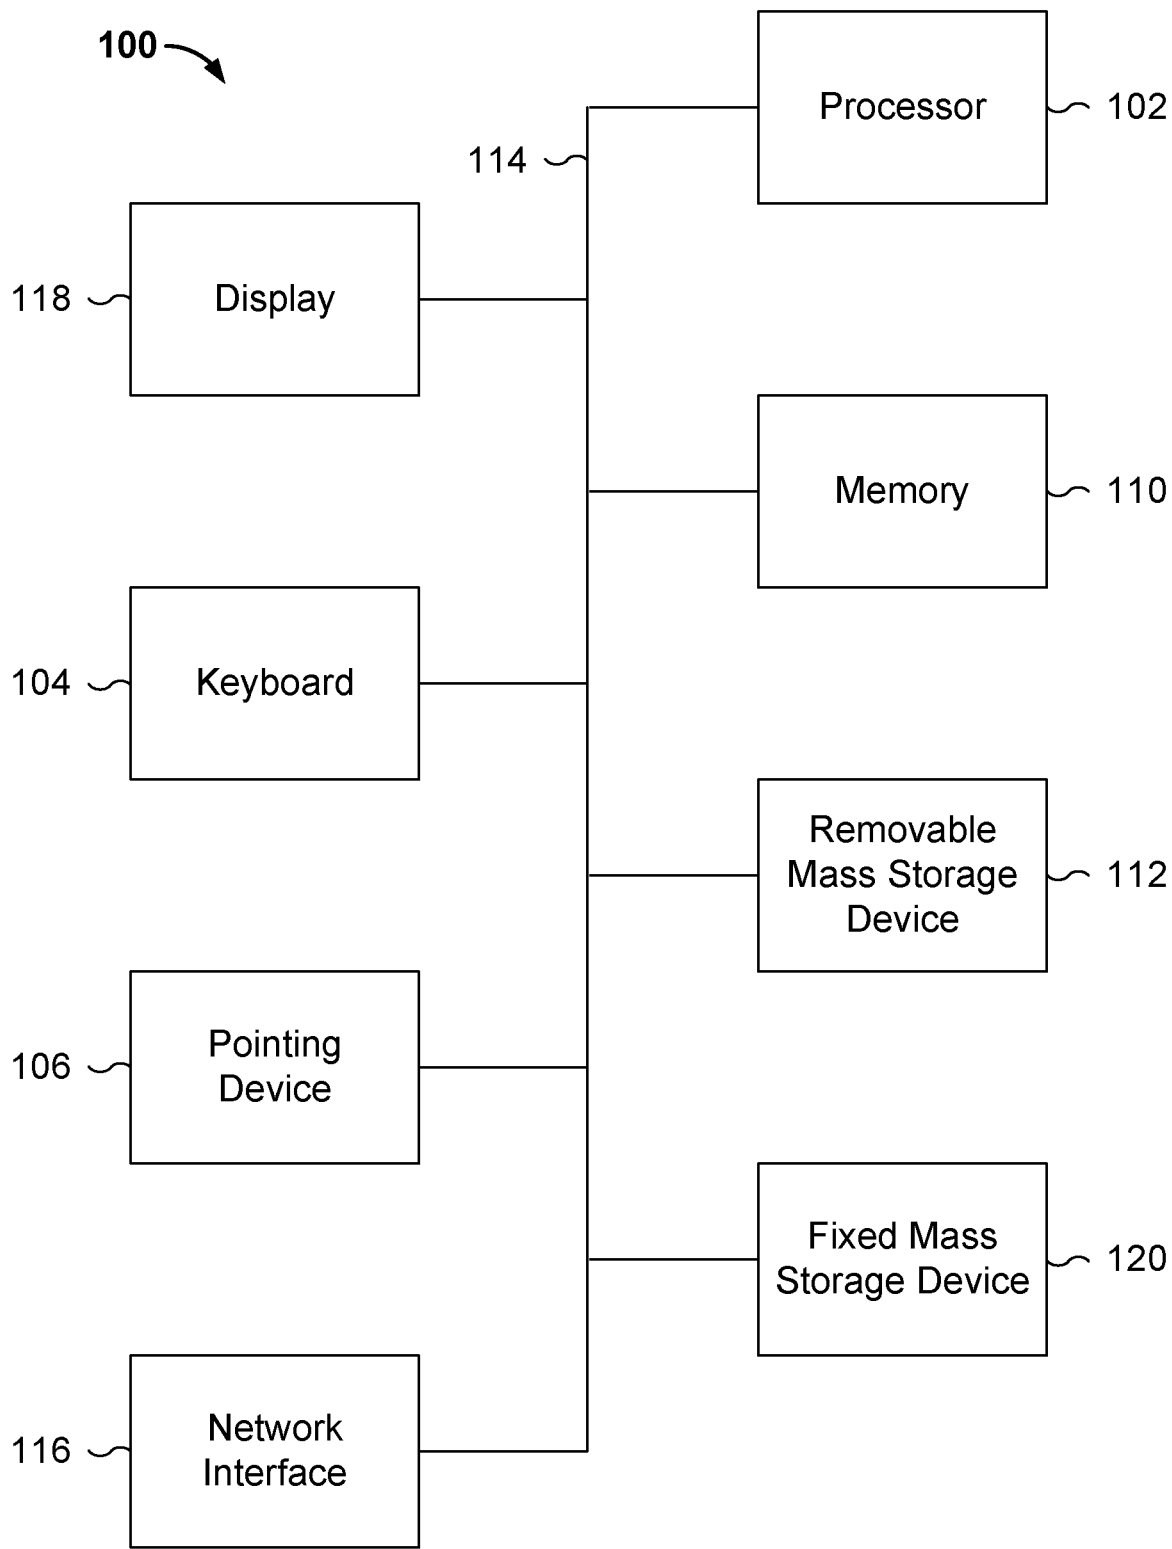 100
Processor
102
114
118
Display
Memory
110
104
Keyboard
Removable
Mass Storage
Device
112
106
Pointing
Device
Fixed Mass
Storage Device
120
116
Network
Interface